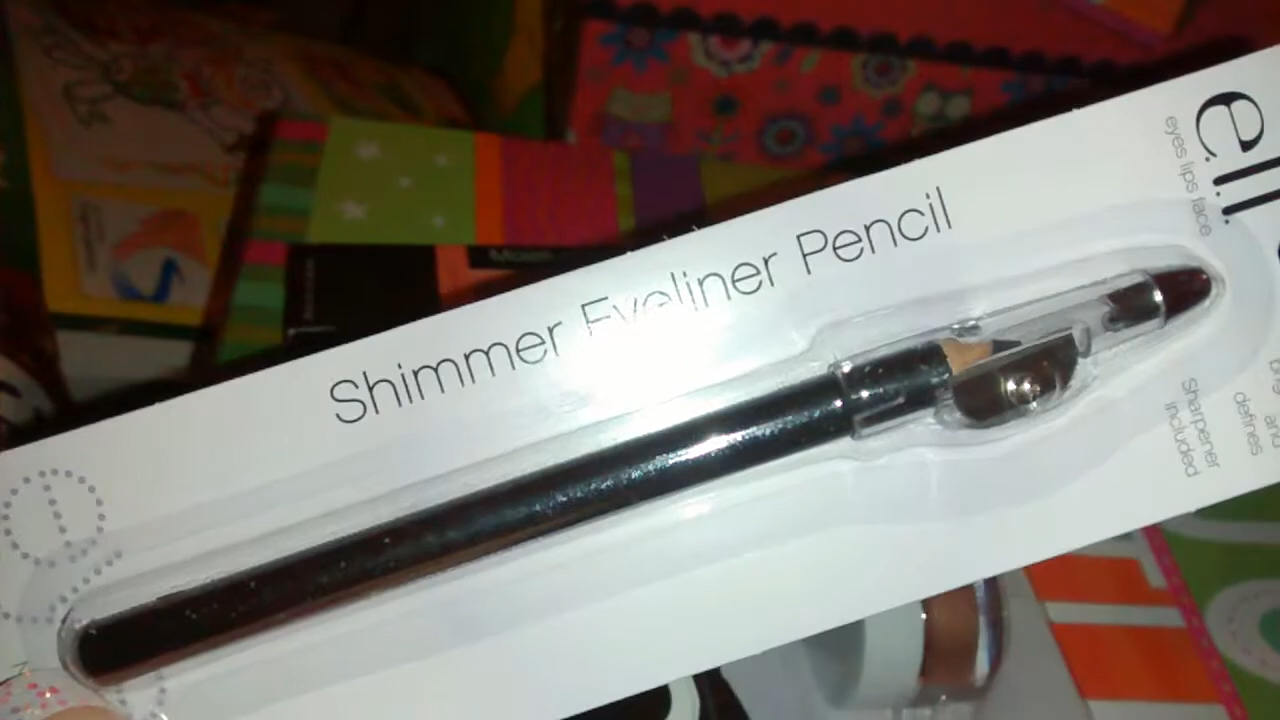 Shimmer Eyeliner Pencil
e.l.f.
eyes lips face
and
defines
Sharpener
included